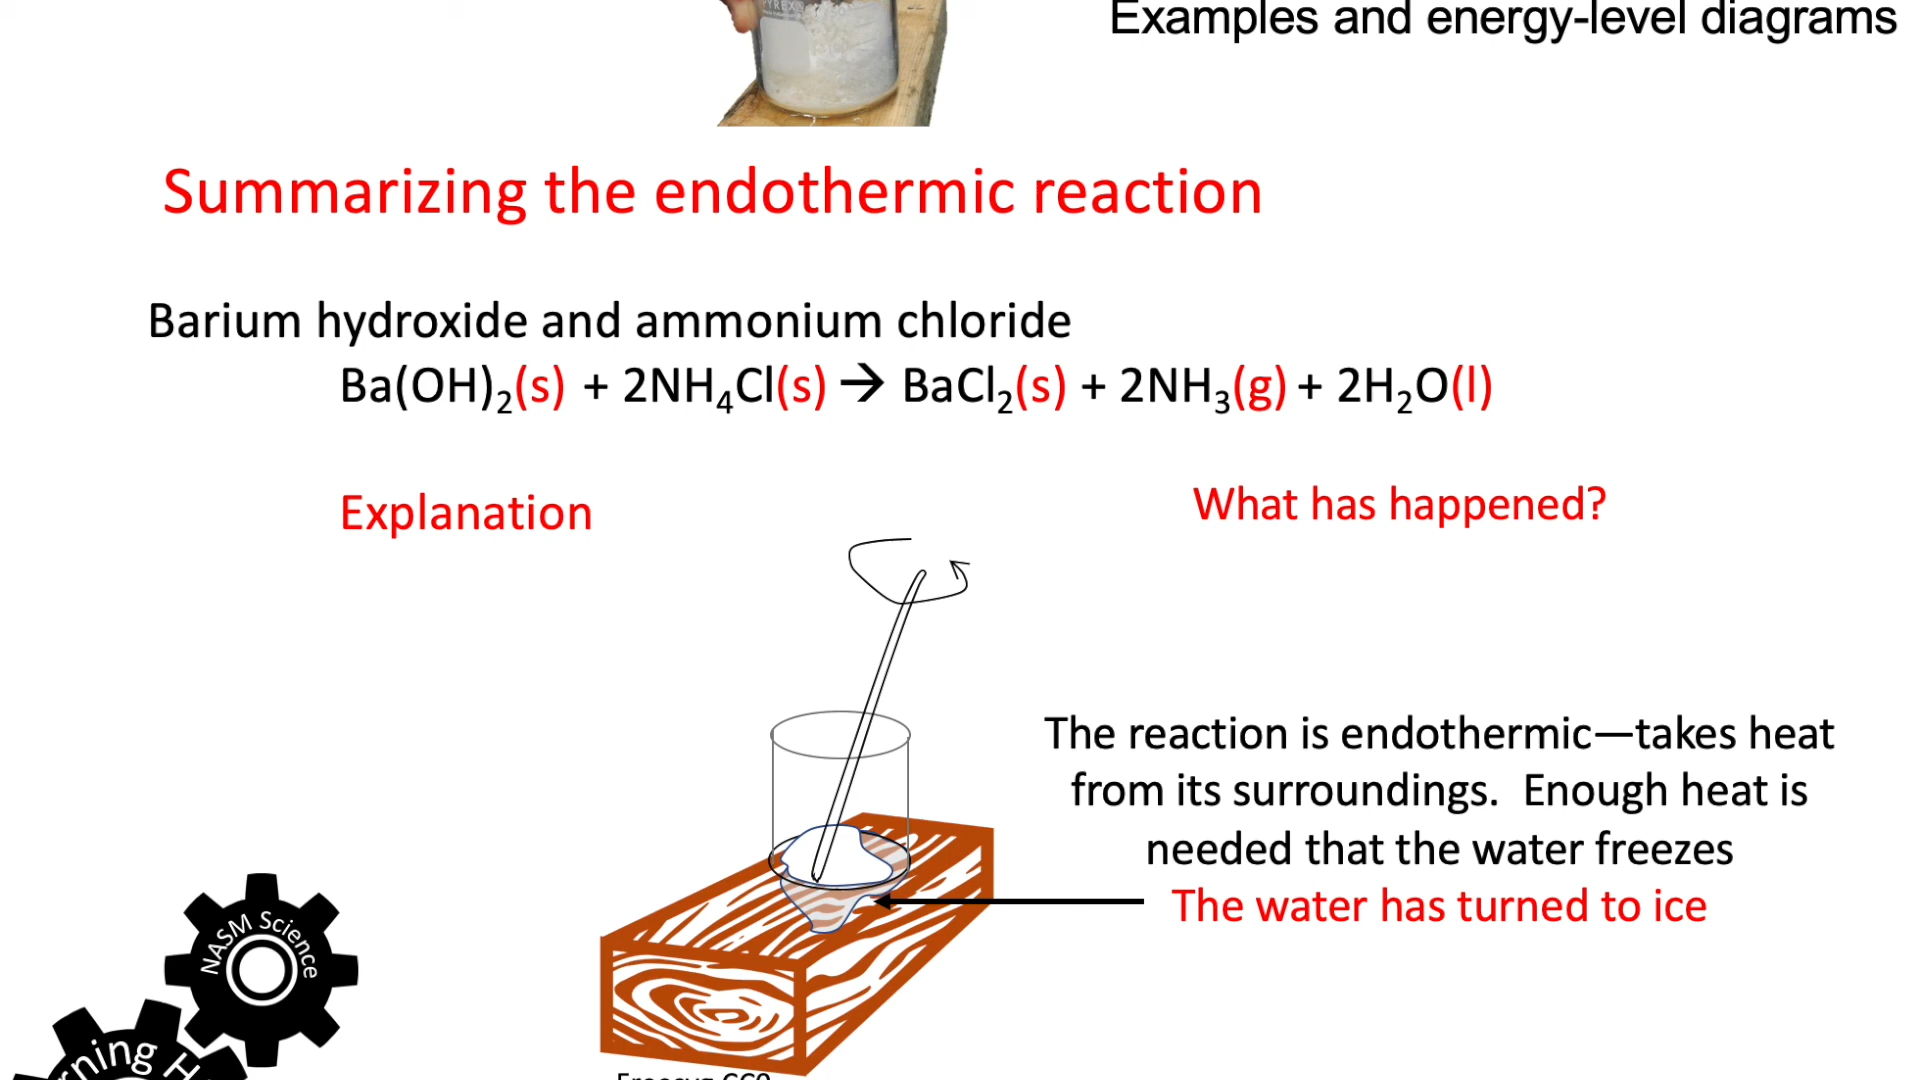 PYREX
Examples and energy-level diagrams
Summarizing the endothermic reaction
Barium hydroxide and ammonium chloride
Ba(OH)₂(s) + 2NH₄Cl(s) → BaCl₂(s) + 2NH₃(g) + 2H₂O(l)
Explanation
What has happened?
The reaction is endothermic—takes heat
from its surroundings. Enough heat is
needed that the water freezes
The water has turned to ice
NASM Science